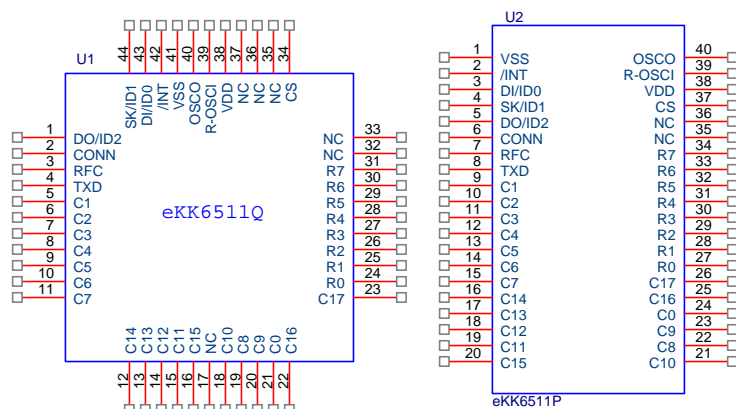 U1
44 43 42 41 40 39 38 37 36 35 34
SK/ID1 DI/ID0 /INT VSS OSCO R-OSCI VDD NC NC NC CS
1 DO/ID2 NC 33
2 CONN NC 32
3 RFC R7 31
4 TXD R6 30
5 C1 R5 29
6 C2 R4 28
7 C3 R3 27
8 C4 R2 26
9 C5 R1 25
10 C6 R0 24
11 C7 C17 23
eKK6511Q
C14 C13 C12 C11 C15 NC C10 C8 C9 C0 C16
12 13 14 15 16 17 18 19 20 21 22
U2
1 VSS OSCO 40
2 /INT R-OSCI 39
3 DI/ID0 VDD 38
4 SK/ID1 CS 37
5 DO/ID2 NC 36
6 CONN NC 35
7 RFC R7 34
8 TXD R6 33
9 C1 R5 32
10 C2 R4 31
11 C3 R3 30
12 C4 R2 29
13 C5 R1 28
14 C6 R0 27
15 C7 C17 26
16 C14 C16 25
17 C13 C0 24
18 C12 C9 23
19 C11 C8 22
20 C15 C10 21
eKK6511P